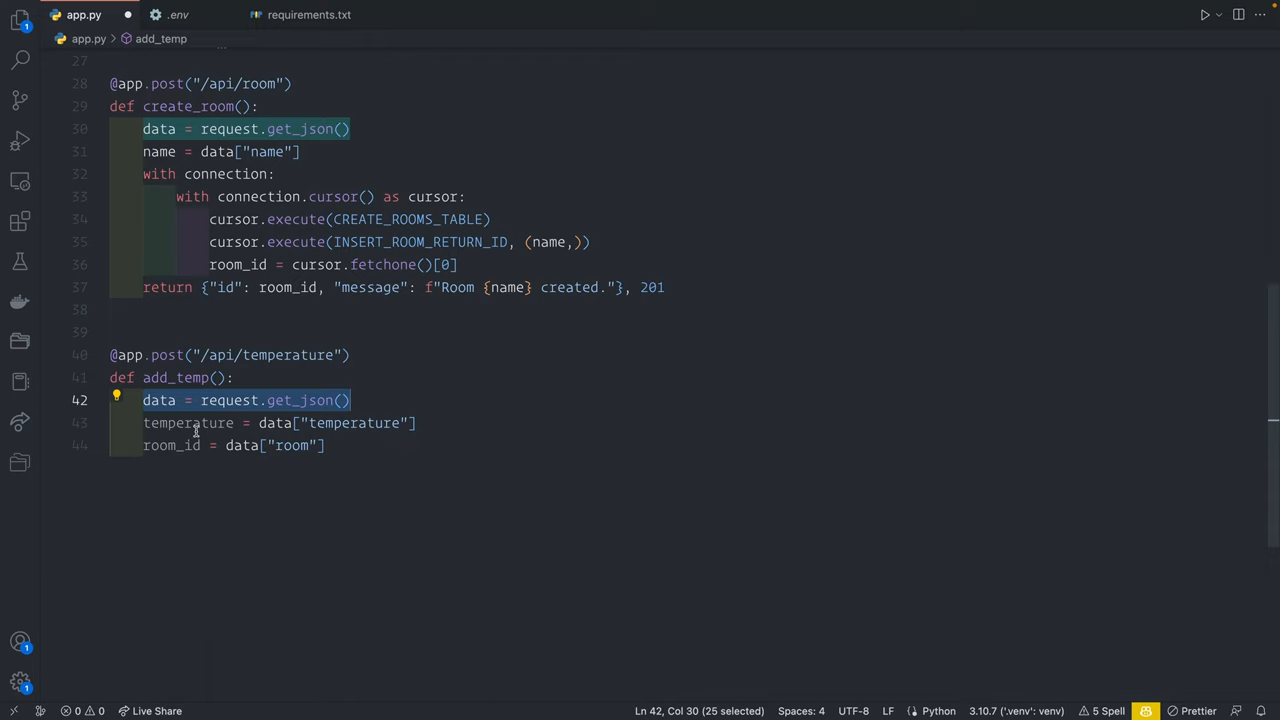 app.py
.env
requirements.txt
app.py > add_temp
27
28 @app.post("/api/room")
29 def create_room():
30 data = request.get_json()
31 name = data["name"]
32 with connection:
33 with connection.cursor() as cursor:
34 cursor.execute(CREATE_ROOMS_TABLE)
35 cursor.execute(INSERT_ROOM_RETURN_ID, (name,))
36 room_id = cursor.fetchone()[0]
37 return {"id": room_id, "message": f"Room {name} created."}, 201
38
39
40 @app.post("/api/temperature")
41 def add_temp():
42 data = request.get_json()
43 temperature = data["temperature"]
44 room_id = data["room"]
1
1
1
0 0 Live Share Ln 42, Col 30 (25 selected) Spaces: 4 UTF-8 LF Python 3.10.7 ('.venv': venv) 5 Spell Prettier